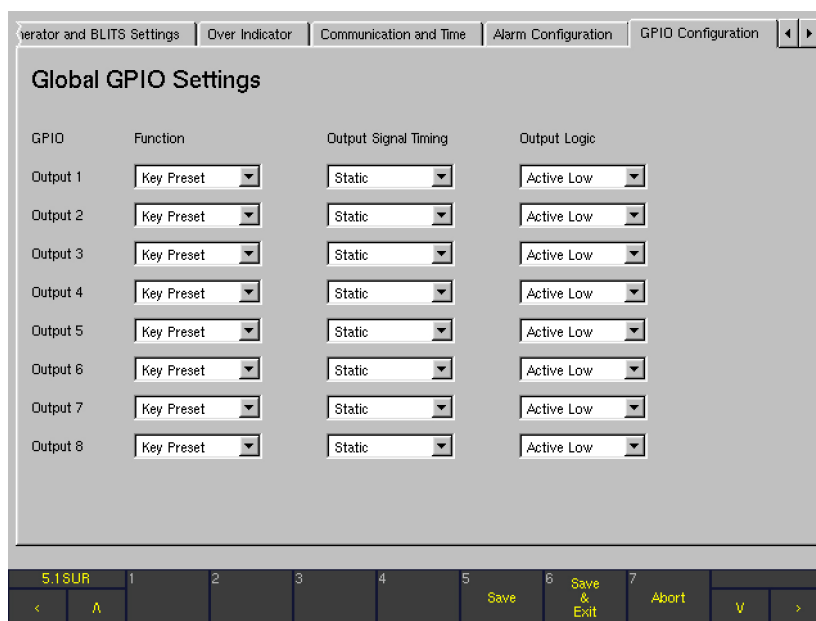 erator and BLITS Settings Over Indicator Communication and Time Alarm Configuration GPIO Configuration
Global GPIO Settings
GPIO Function Output Signal Timing Output Logic
Output 1 Key Preset Static Active Low
Output 2 Key Preset Static Active Low
Output 3 Key Preset Static Active Low
Output 4 Key Preset Static Active Low
Output 5 Key Preset Static Active Low
Output 6 Key Preset Static Active Low
Output 7 Key Preset Static Active Low
Output 8 Key Preset Static Active Low
5.1SUR 1 2 3 4 5 Save 6 Save & Exit 7 Abort
< Λ V >